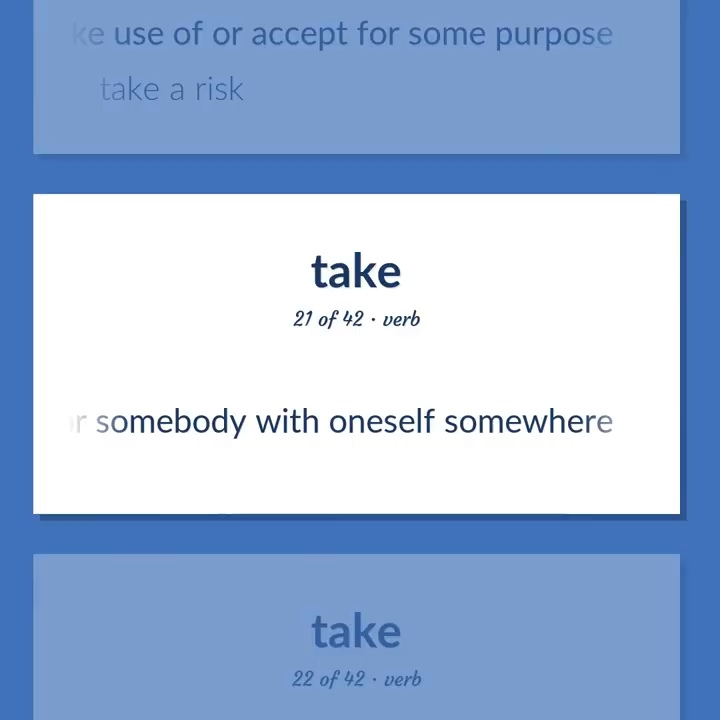 use of or accept for some purpose
take a risk
take
21 of 42 · verb
somebody with oneself somewhere
take
22 of 42 · verb